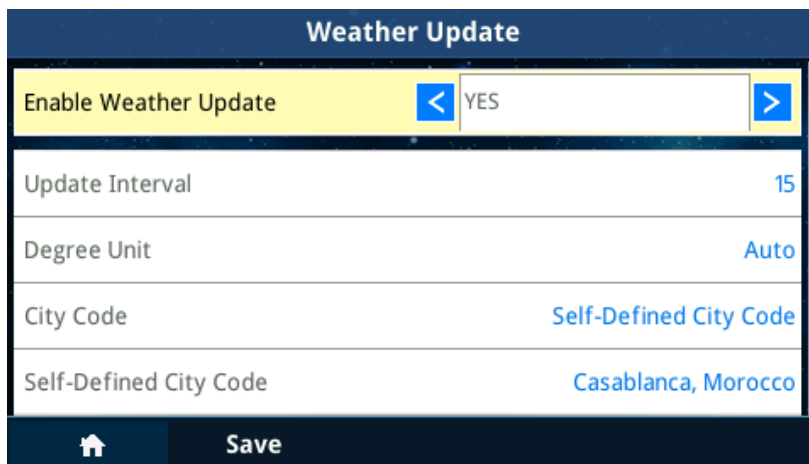 Weather Update
Enable Weather Update < YES >
Update Interval 15
Degree Unit Auto
City Code Self-Defined City Code
Self-Defined City Code Casablanca, Morocco
Save